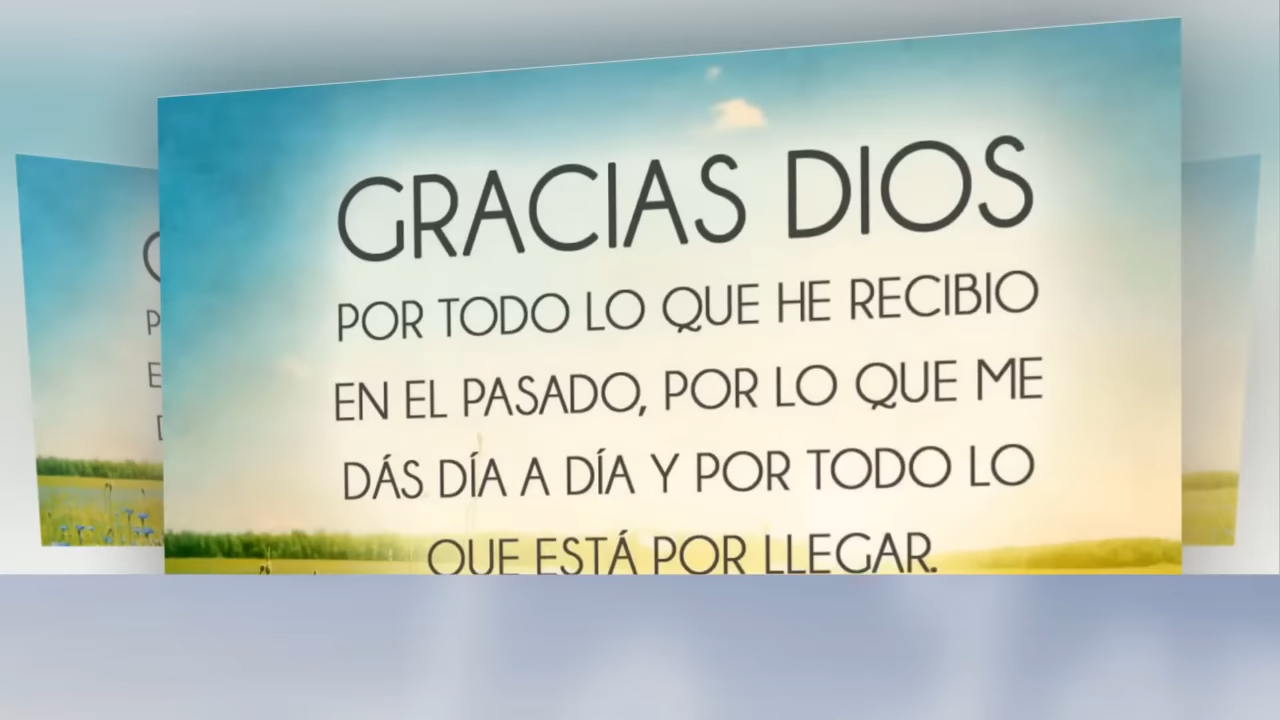 GRACIAS DIOS
POR TODO LO QUE HE RECIBIO
EN EL PASADO, POR LO QUE ME
DÁS DÍA A DÍA Y POR TODO LO
QUE ESTÁ POR LLEGAR.